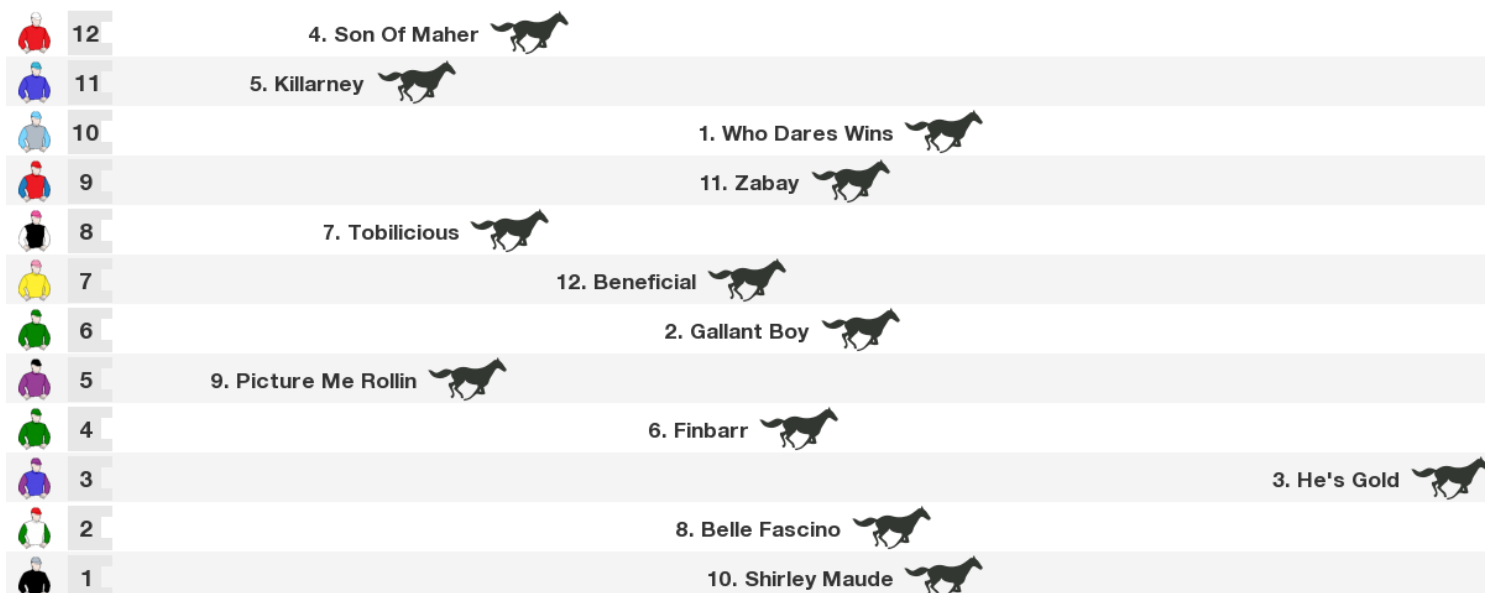 12 4. Son Of Maher
11 5. Killarney
10 1. Who Dares Wins
9 11. Zabay
8 7. Tobilicious
7 12. Beneficial
6 2. Gallant Boy
5 9. Picture Me Rollin
4 6. Finbarr
3 3. He's Gold
2 8. Belle Fascino
1 10. Shirley Maude